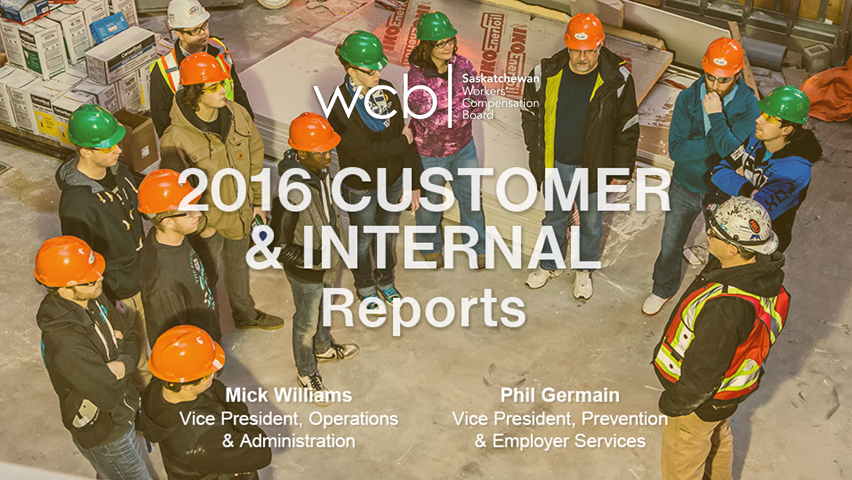 wcb
Saskatchewan
Workers'
Compensation
Board
2016 CUSTOMER
& INTERNAL
Reports
Mick Williams
Vice President, Operations
& Administration
Phil Germain
Vice President, Prevention
& Employer Services